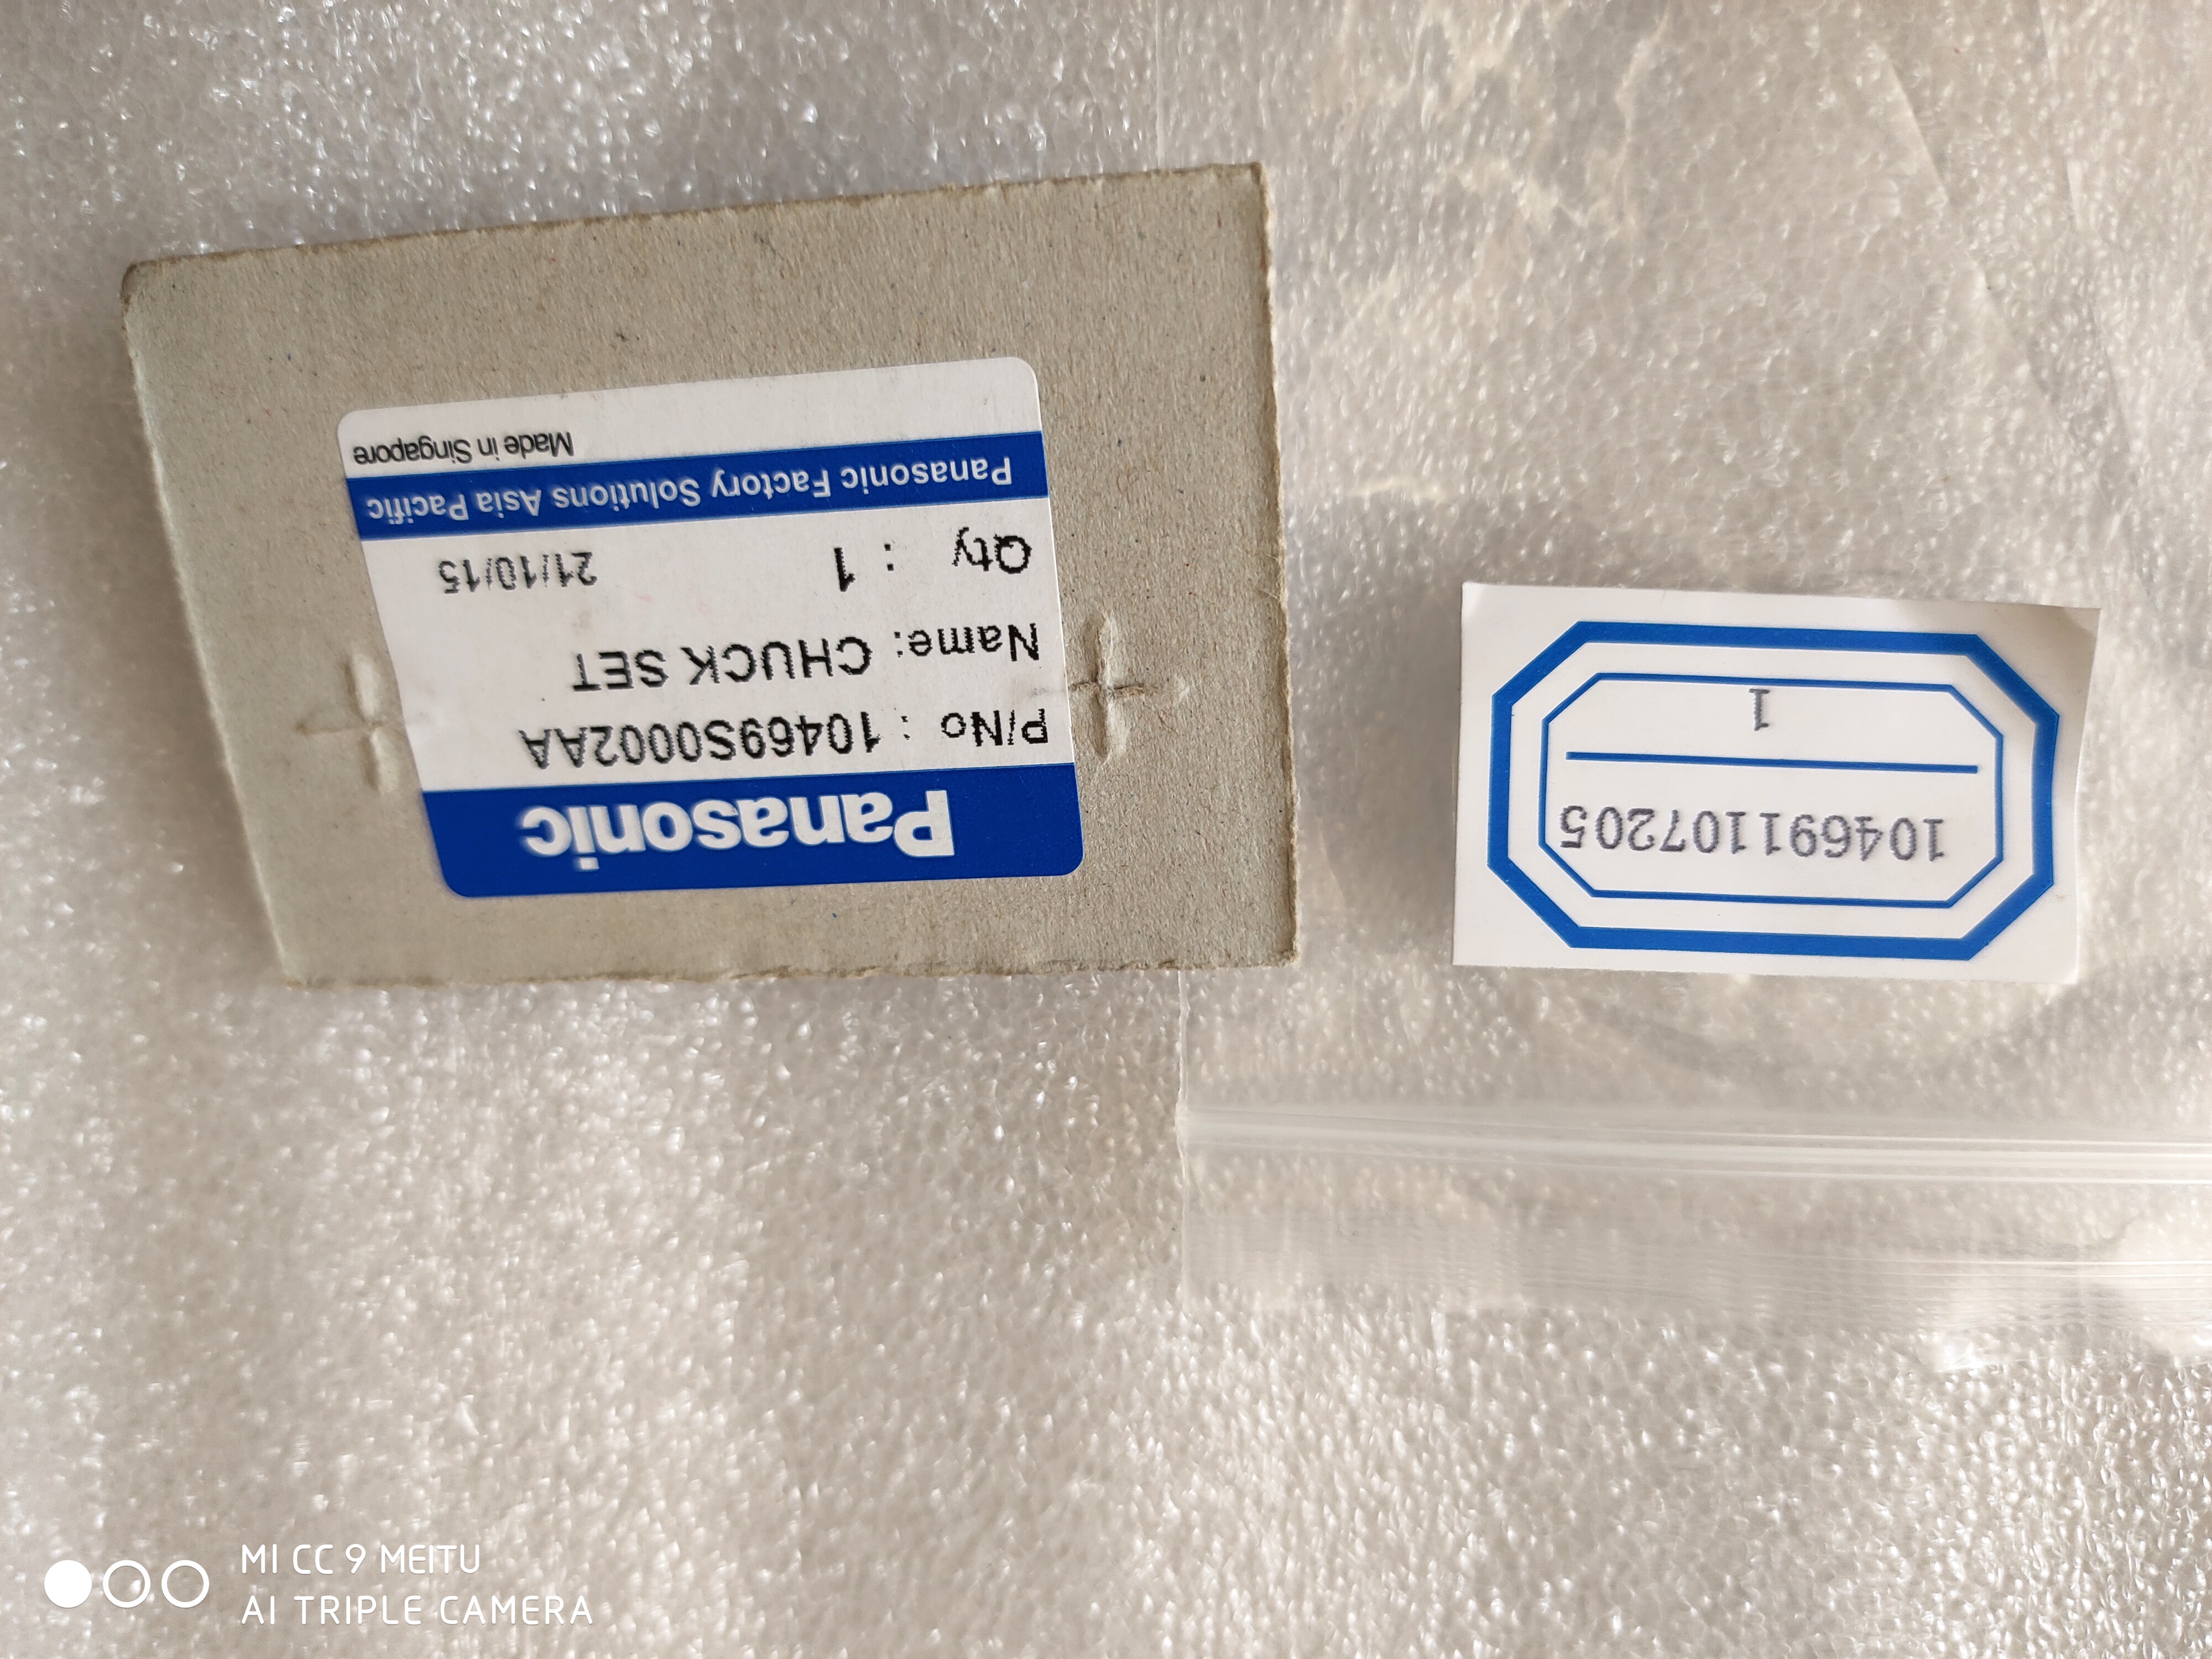 Panasonic
P/No : 10469S0002AA
Name: CHUCK SET
Qty : 1 21/10/15
Panasonic Factory Solutions Asia Pacific
Made in Singapore
104691107205
1
MI CC 9 MEITU
AI TRIPLE CAMERA